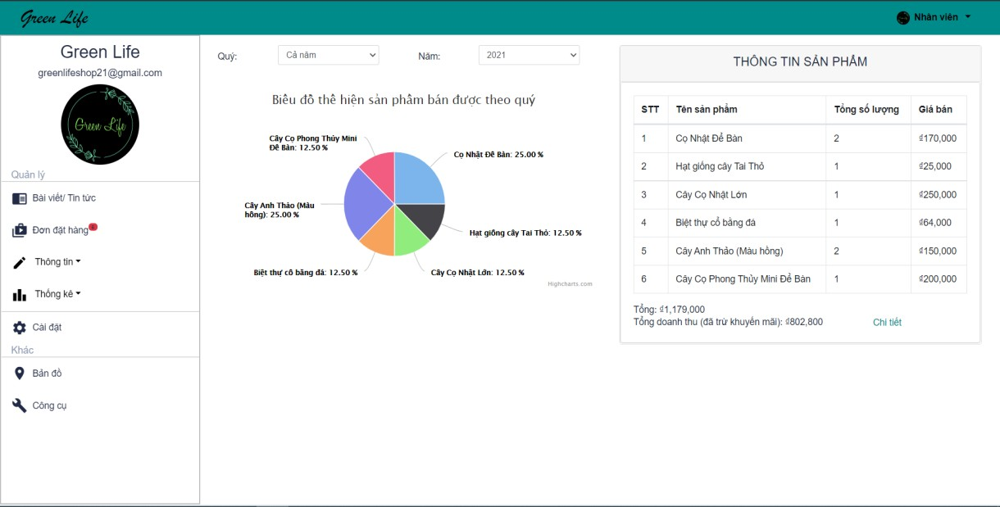 Green Life
Nhân viên
Green Life
greenlifeshop21@gmail.com
Green Life
Quản lý
Bài viết/ Tin tức
Đơn đặt hàng
Thông tin
Thống kê
Cài đặt
Khác
Bản đồ
Công cụ
Quý: Cả năm Năm: 2021
Biểu đồ thể hiện sản phẩm bán được theo quý
Cây Cọ Phong Thủy Mini
Để Bàn: 12.50 %
Cọ Nhật Để Bàn: 25.00 %
Cây Anh Thảo (Màu
hồng): 25.00 %
Hạt giống cây Tai Thỏ: 12.50 %
Biệt thự cổ bằng đá: 12.50 %
Cây Cọ Nhật Lớn: 12.50 %
Highcharts.com
THÔNG TIN SẢN PHẨM
STT Tên sản phẩm Tổng số lượng Giá bán
1 Cọ Nhật Để Bàn 2 ₫170,000
2 Hạt giống cây Tai Thỏ 1 ₫25,000
3 Cây Cọ Nhật Lớn 1 ₫250,000
4 Biệt thự cổ bằng đá 1 ₫64,000
5 Cây Anh Thảo (Màu hồng) 2 ₫150,000
6 Cây Cọ Phong Thủy Mini Để Bàn 1 ₫200,000
Tổng: ₫1,179,000
Tổng doanh thu (đã trừ khuyến mãi): ₫802,800 Chi tiết